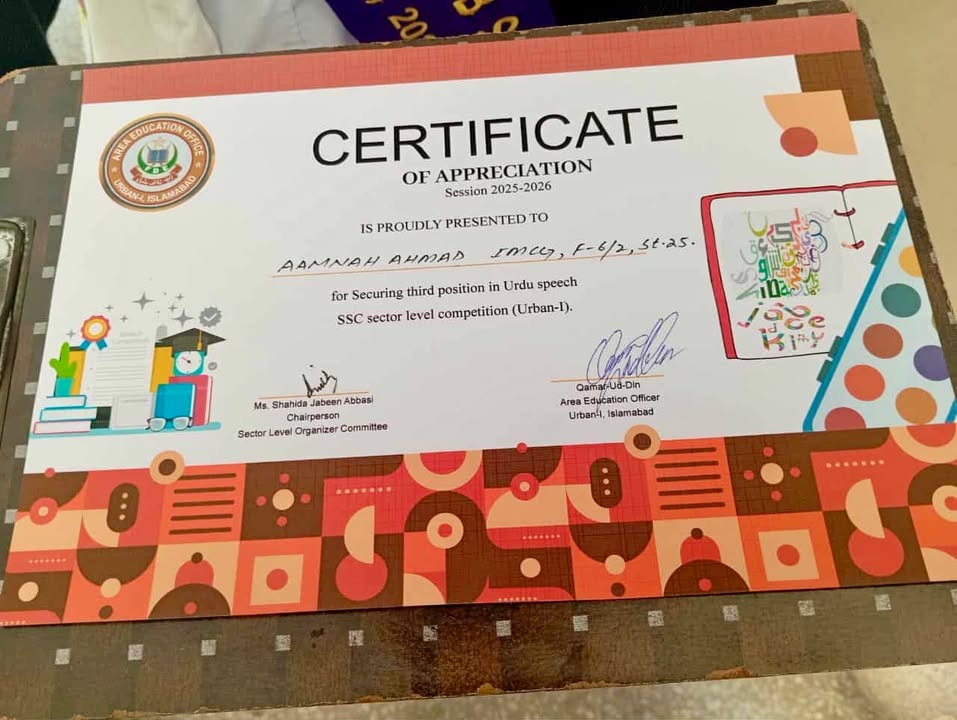 AREA EDUCATION OFFICE
FDE
URBAN-I, ISLAMABAD
CERTIFICATE
OF APPRECIATION
Session 2025-2026
IS PROUDLY PRESENTED TO
AAMNAH AHMAD IMCG, F-6/2, St.25.
for Securing third position in Urdu speech
SSC sector level competition (Urban-I).
Ms. Shahida Jabeen Abbasi
Chairperson
Sector Level Organizer Committee
Qamar-Ud-Din
Area Education Officer
Urban-I, Islamabad